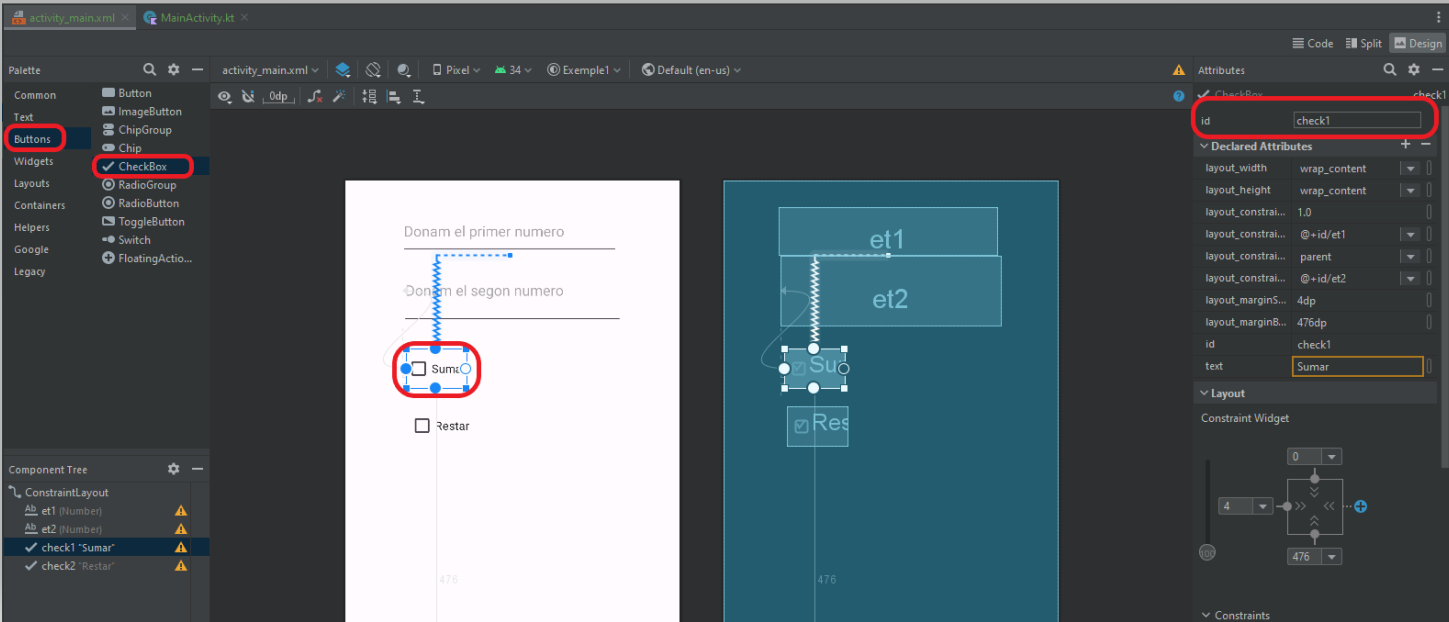 activity_main.xml
MainActivity.kt
Code
Split
Design
Palette
activity_main.xml
Pixel
34
Exemple1
Default (en-us)
Attributes
Common
Text
Buttons
Widgets
Layouts
Containers
Helpers
Google
Legacy
Button
ImageButton
ChipGroup
Chip
CheckBox
RadioGroup
RadioButton
ToggleButton
Switch
FloatingActio...
0dp
Donam el primer numero
Donam el segon numero
Sumar
Restar
476
et1
et2
Su
Res
476
CheckBox
check1
id
check1
Declared Attributes
layout_width wrap_content
layout_height wrap_content
layout_constrai... 1.0
layout_constrai... @+id/et1
layout_constrai... parent
layout_constrai... @+id/et2
layout_marginS... 4dp
layout_marginB... 476dp
id check1
text Sumar
Layout
Constraint Widget
0
4
100
476
Constraints
Component Tree
ConstraintLayout
Ab et1 (Number)
Ab et2 (Number)
check1 "Sumar"
check2 "Restar"